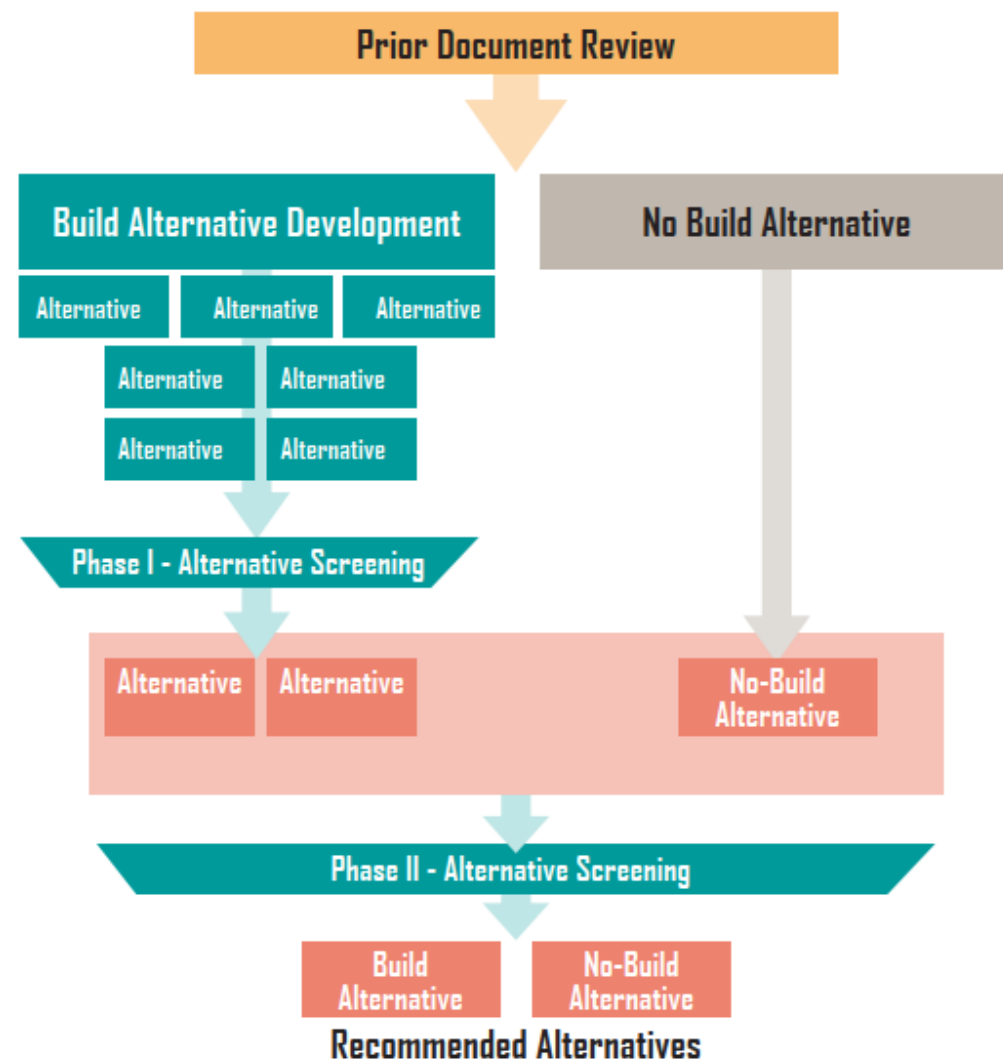 Prior Document Review
Build Alternative Development
No Build Alternative
Alternative
Alternative
Alternative
Alternative
Alternative
Alternative
Alternative
Phase I - Alternative Screening
Alternative
Alternative
No-Build
Alternative
Phase II - Alternative Screening
Build
Alternative
No-Build
Alternative
Recommended Alternatives